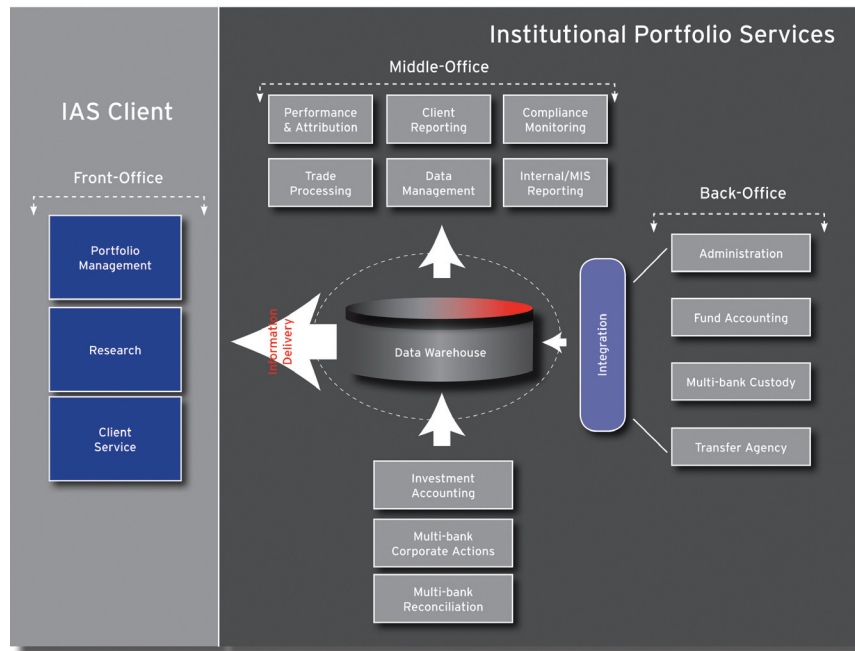 Institutional Portfolio Services
IAS Client
Front-Office
Portfolio
Management
Research
Client
Service
Middle-Office
Performance
& Attribution
Client
Reporting
Compliance
Monitoring
Trade
Processing
Data
Management
Internal/MIS
Reporting
Information
Delivery
Data Warehouse
Integration
Back-Office
Administration
Fund Accounting
Multi-bank Custody
Transfer Agency
Investment
Accounting
Multi-bank
Corporate Actions
Multi-bank
Reconciliation